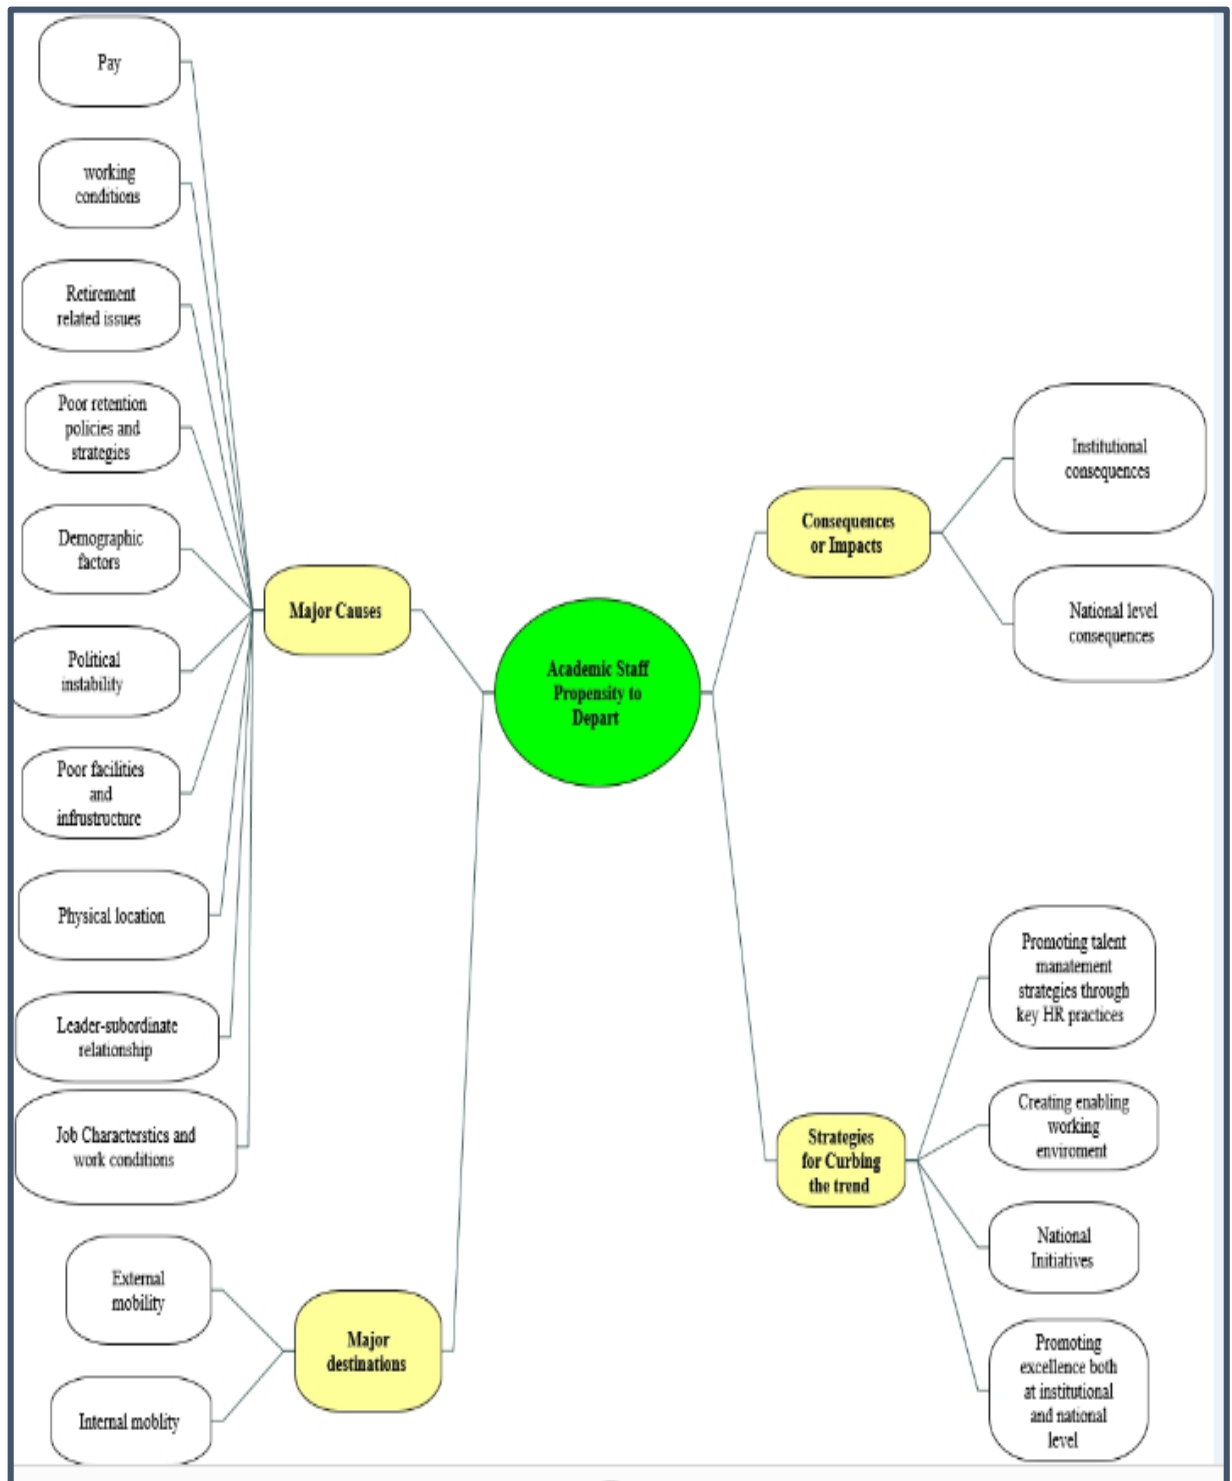 Pay
working
conditions
Retirement
related issues
Poor retention
policies and
strategies
Demographic
factors
Political
instability
Poor facilities
and
infrustructure
Physical location
Leader-subordinate
relationship
Job Characterstics and
work conditions
Major Causes
External
mobility
Internal moblity
Major
destinations
Academic Staff
Propensity to
Depart
Consequences
or Impacts
Institutional
consequences
National level
consequences
Strategies
for Curbing
the trend
Promoting talent
manatement
strategies through
key HR practices
Creating enabling
working
enviroment
National
Initiatives
Promoting
excellence both
at institutional
and national
level